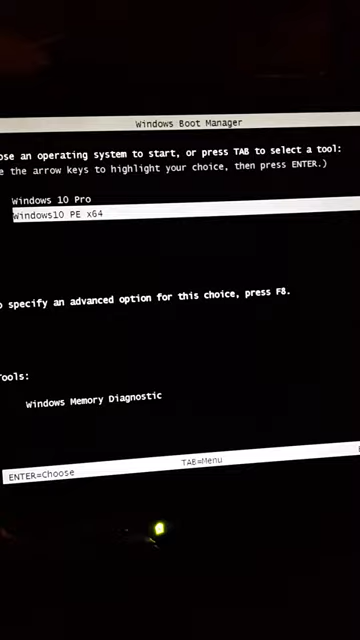 Windows Boot Manager
ose an operating system to start, or press TAB to select a tool:
e the arrow keys to highlight your choice, then press ENTER.)
Windows 10 Pro
Windows10 PE x64
o specify an advanced option for this choice, press F8.
ools:
Windows Memory Diagnostic
ENTER=Choose TAB=Menu